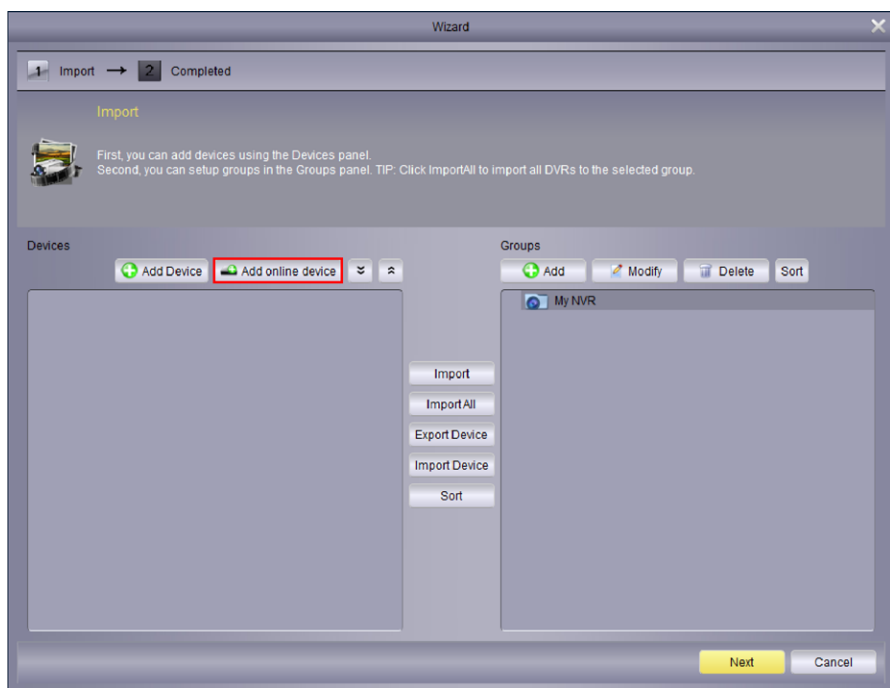 Wizard
1 Import → 2 Completed
Import
First, you can add devices using the Devices panel.
Second, you can setup groups in the Groups panel. TIP: Click ImportAll to import all DVRs to the selected group.
Devices
Add Device Add online device
Groups
Add Modify Delete Sort
My NVR
Import
Import All
Export Device
Import Device
Sort
Next Cancel